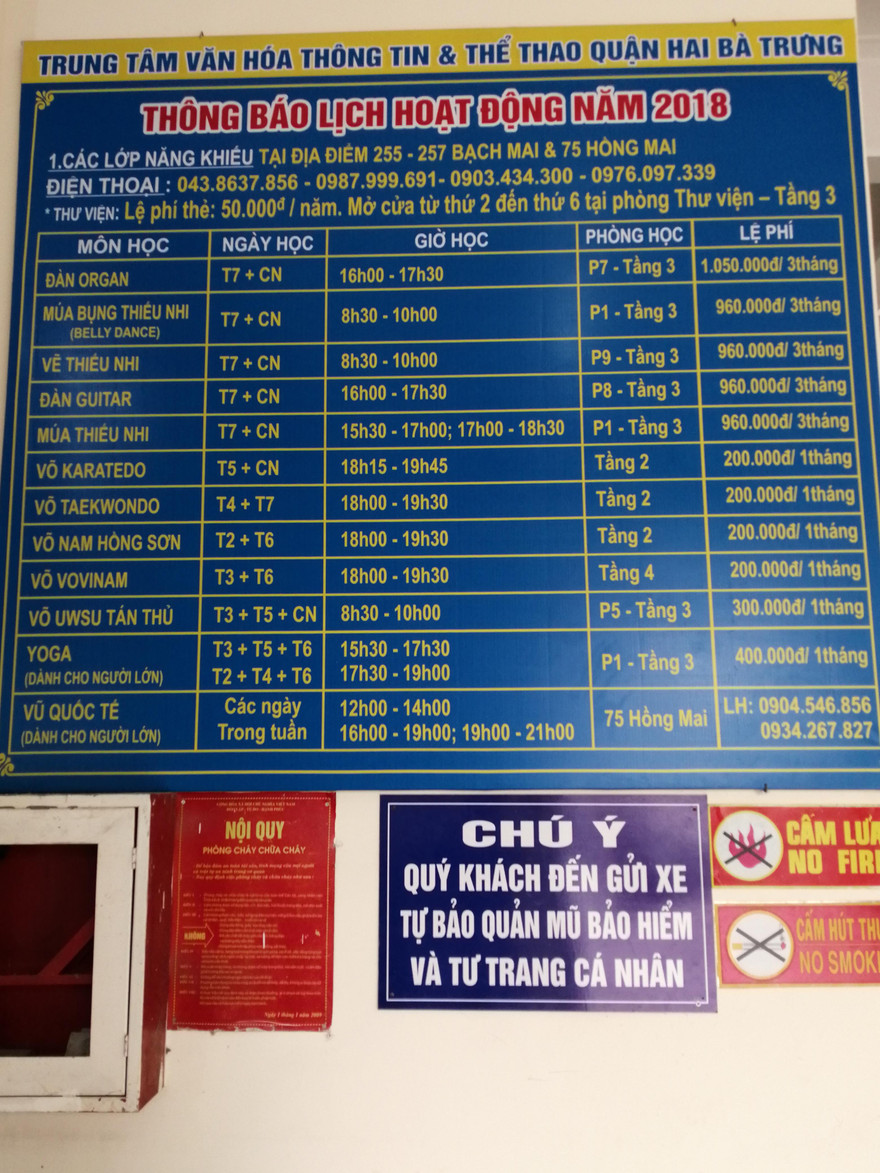 TRUNG TÂM VĂN HÓA THÔNG TIN & THỂ THAO QUẬN HAI BÀ TRƯNG
THÔNG BÁO LỊCH HOẠT ĐỘNG NĂM 2018
1.CÁC LỚP NĂNG KHIẾU TẠI ĐỊA ĐIỂM 255 - 257 BẠCH MAI & 75 HỒNG MAI
ĐIỆN THOẠI : 043.8637.856 - 0987.999.691- 0903.434.300 - 0976.097.339
* THƯ VIỆN: Lệ phí thẻ: 50.000đ / năm. Mở cửa từ thứ 2 đến thứ 6 tại phòng Thư viện – Tầng 3
MÔN HỌC NGÀY HỌC GIỜ HỌC PHÒNG HỌC LỆ PHÍ
ĐÀN ORGAN T7 + CN 16h00 - 17h30 P7 - Tầng 3 1.050.000đ/ 3tháng
MÚA BỤNG THIẾU NHI T7 + CN 8h30 - 10h00 P1 - Tầng 3 960.000đ/ 3tháng
(BELLY DANCE)
VẼ THIẾU NHI T7 + CN 8h30 - 10h00 P9 - Tầng 3 960.000đ/ 3tháng
ĐÀN GUITAR T7 + CN 16h00 - 17h30 P8 - Tầng 3 960.000đ/ 3tháng
MÚA THIẾU NHI T7 + CN 15h30 - 17h00; 17h00 - 18h30 P1 - Tầng 3 960.000đ/ 3tháng
VÕ KARATEDO T5 + CN 18h15 - 19h45 Tầng 2 200.000đ/ 1tháng
VÕ TAEKWONDO T4 + T7 18h00 - 19h30 Tầng 2 200.000đ/ 1tháng
VÕ NAM HỒNG SƠN T2 + T6 18h00 - 19h30 Tầng 2 200.000đ/ 1tháng
VÕ VOVINAM T3 + T6 18h00 - 19h30 Tầng 4 200.000đ/ 1tháng
VÕ UWSU TÁN THỦ T3 + T5 + CN 8h30 - 10h00 P5 - Tầng 3 300.000đ/ 1tháng
YOGA T3 + T5 + T6 15h30 - 17h30 P1 - Tầng 3 400.000đ/ 1tháng
(DÀNH CHO NGƯỜI LỚN) T2 + T4 + T6 17h30 - 19h00
VŨ QUỐC TẾ Các ngày 12h00 - 14h00 75 Hồng Mai LH: 0904.546.856
(DÀNH CHO NGƯỜI LỚN) Trong tuần 16h00 - 19h00; 19h00 - 21h00 0934.267.827
NỘI QUY
PHÒNG CHÁY CHỮA CHÁY
KHÔNG
Ngày 1 tháng 1 năm 2009
CHÚ Ý
QUÝ KHÁCH ĐẾN GỬI XE
TỰ BẢO QUẢN MŨ BẢO HIỂM
VÀ TƯ TRANG CÁ NHÂN
CẤM LỬA
NO FIRE
CẤM HÚT THU
NO SMOKI